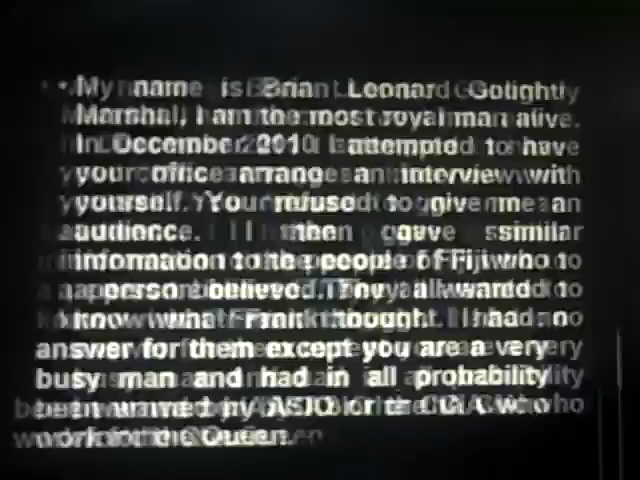 • My name is Brian Leonard Golightly
Marshal, I am the most royal man alive.
In December 2010 I attempted to have
your office arrange an interview with
yourself. You refused to give me an
audience. I then gave similar
information to the people of Fiji who to
a person believed. They all wanted to
know what Frank thought. I had no
answer for them except you are a very
busy man and had in all probability
been warned by ASIO or the CIA who
work for the Queen.